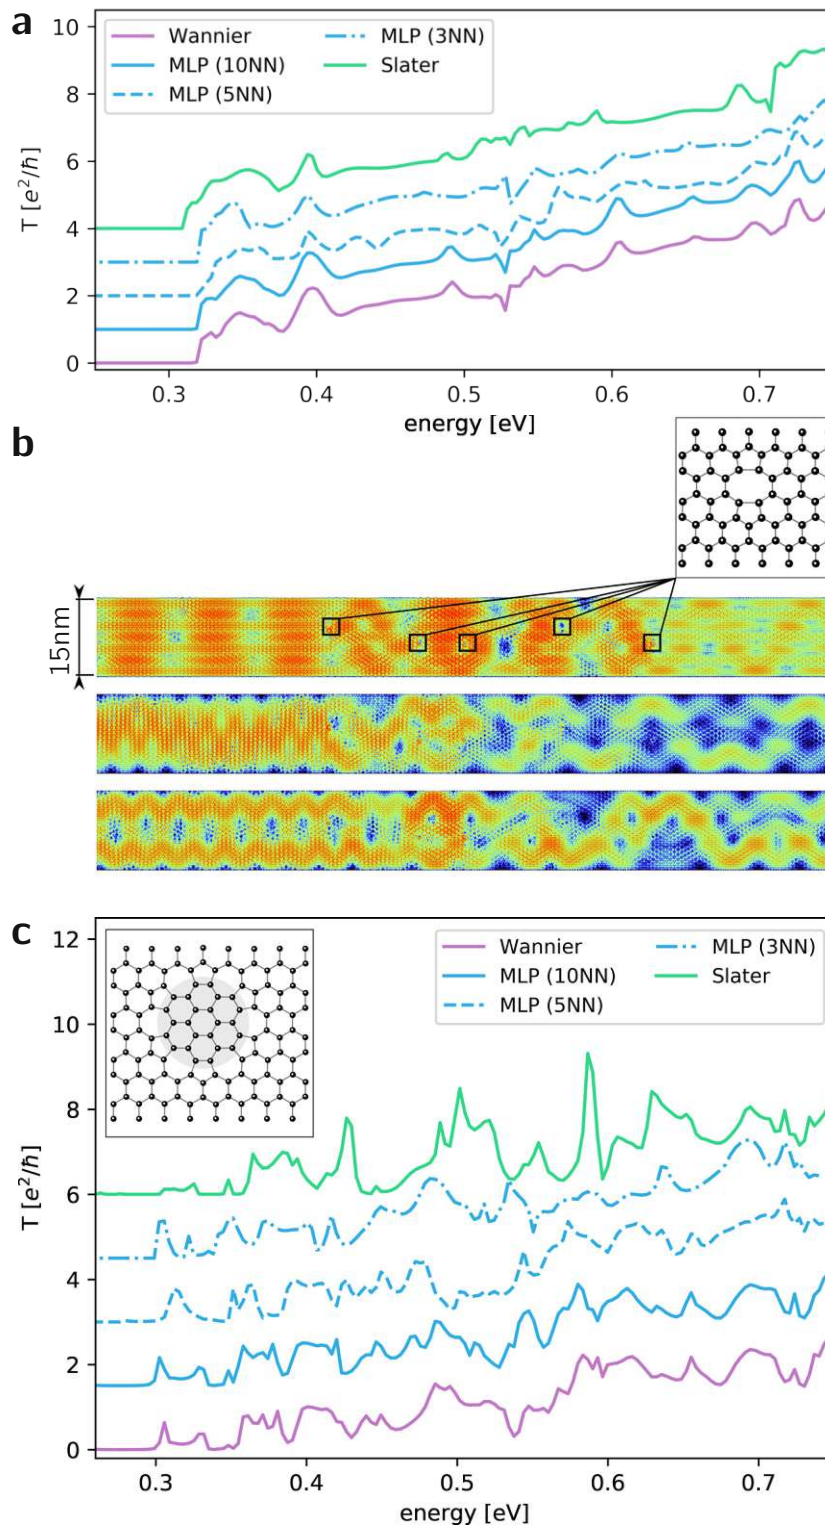 a
10
8
6
4
2
0
T [e²/ħ]
Wannier
MLP (10NN)
MLP (5NN)
MLP (3NN)
Slater
0.3 0.4 0.5 0.6 0.7
energy [eV]
b
15nm
c
12
10
8
6
4
2
0
T [e²/ħ]
Wannier
MLP (10NN)
MLP (5NN)
MLP (3NN)
Slater
0.3 0.4 0.5 0.6 0.7
energy [eV]